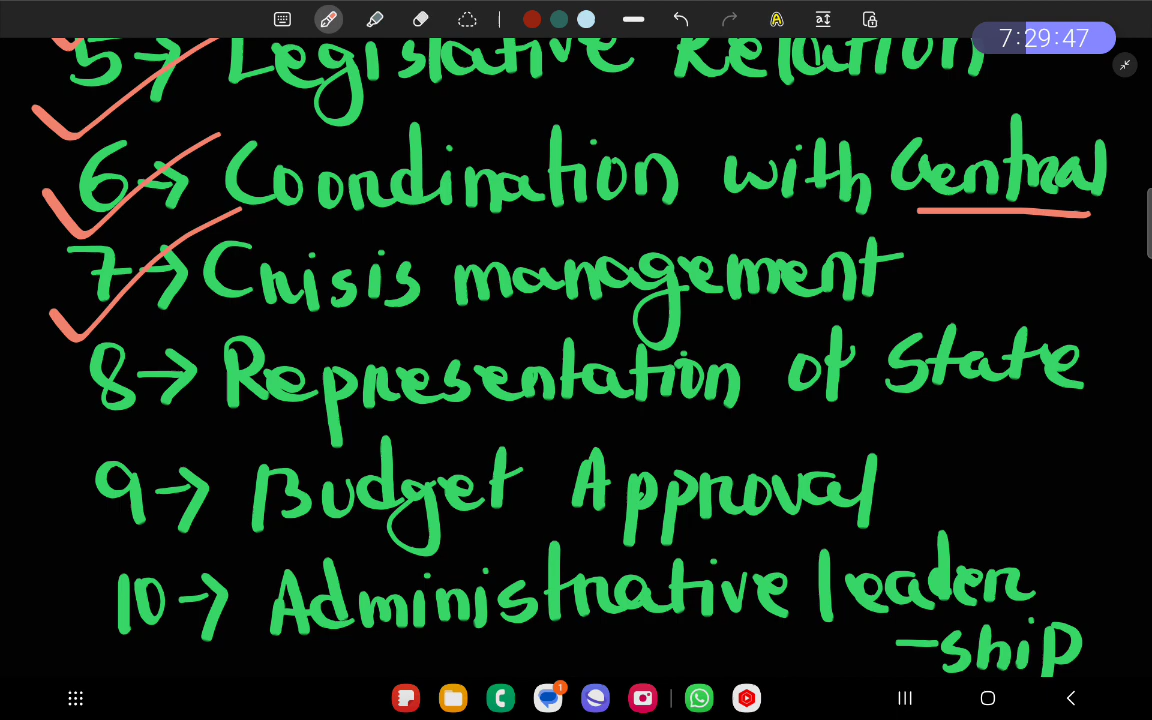 7:29:47
5→ Legislative Relation
6→ Coordination with Central
7→ Crisis management
8→ Representation of State
9→ Budget Approval
10→ Administrative leader
-ship